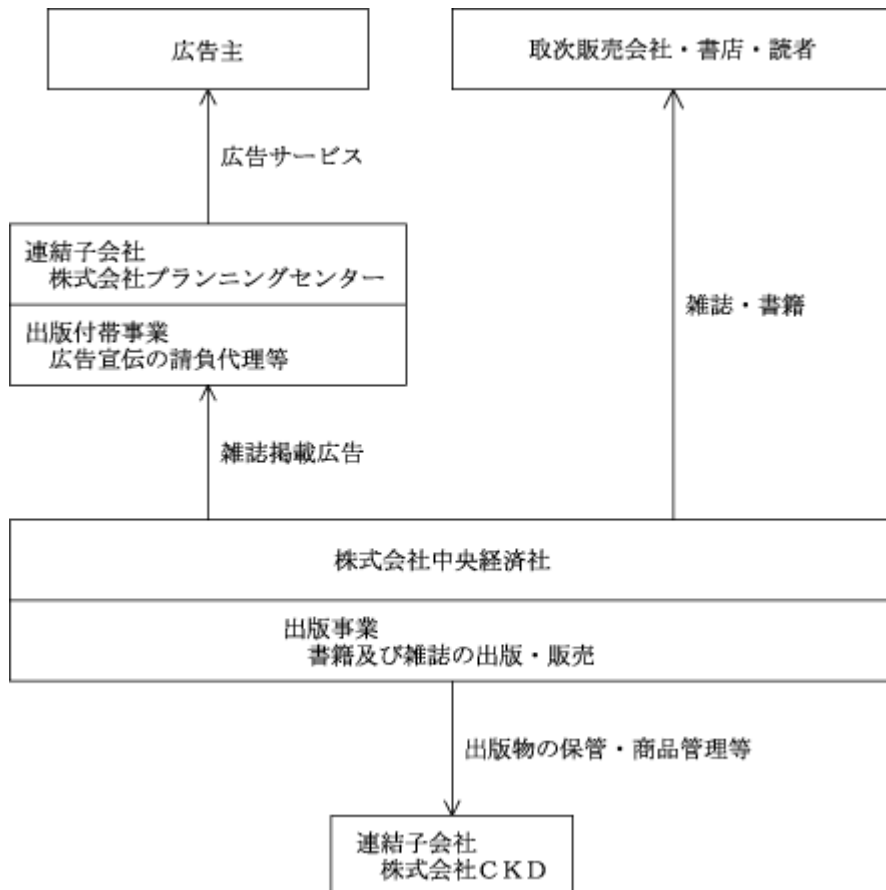 広告主
取次販売会社・書店・読者
広告サービス
連結子会社
株式会社プランニングセンター
雑誌・書籍
出版付帯事業
広告宣伝の請負代理等
雑誌掲載広告
株式会社中央経済社
出版事業
書籍及び雑誌の出版・販売
出版物の保管・商品管理等
連結子会社
株式会社ＣＫＤ